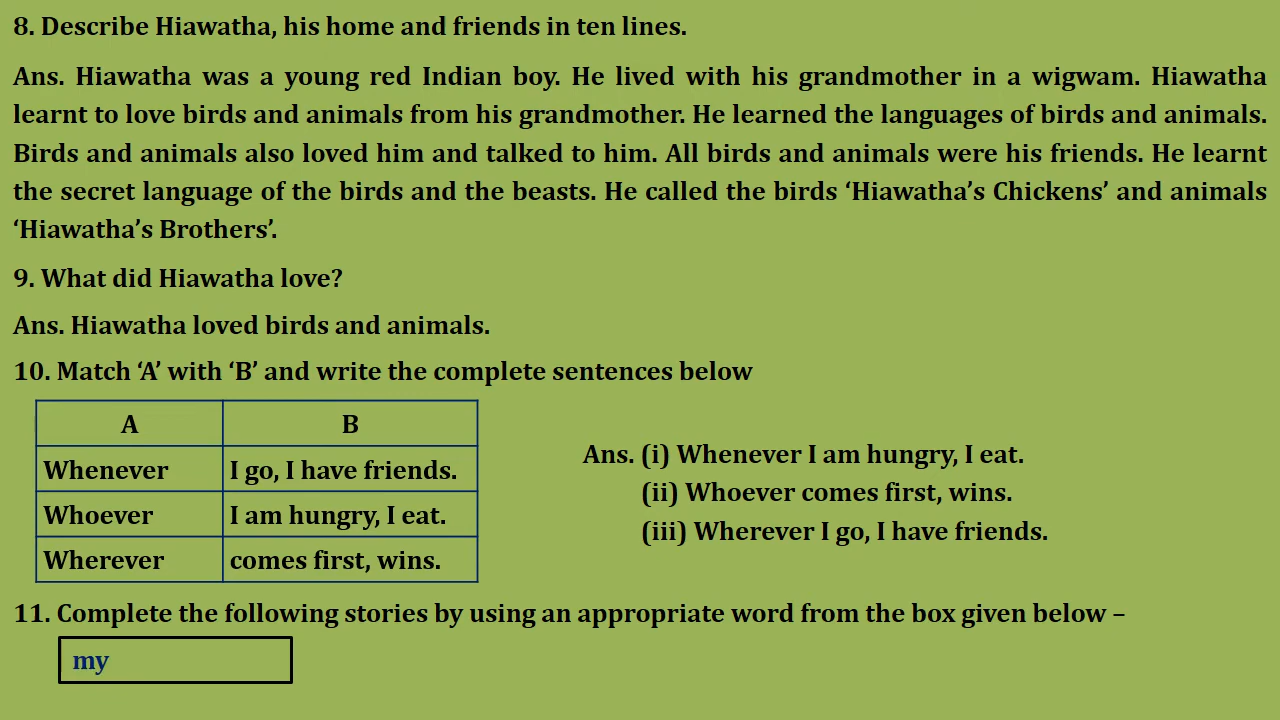 8. Describe Hiawatha, his home and friends in ten lines.
Ans. Hiawatha was a young red Indian boy. He lived with his grandmother in a wigwam. Hiawatha
learnt to love birds and animals from his grandmother. He learned the languages of birds and animals.
Birds and animals also loved him and talked to him. All birds and animals were his friends. He learnt
the secret language of the birds and the beasts. He called the birds ‘Hiawatha’s Chickens’ and animals
‘Hiawatha’s Brothers’.
9. What did Hiawatha love?
Ans. Hiawatha loved birds and animals.
10. Match ‘A’ with ‘B’ and write the complete sentences below
A B
Whenever I go, I have friends.
Whoever I am hungry, I eat.
Wherever comes first, wins.
Ans. (i) Whenever I am hungry, I eat.
(ii) Whoever comes first, wins.
(iii) Wherever I go, I have friends.
11. Complete the following stories by using an appropriate word from the box given below –
my